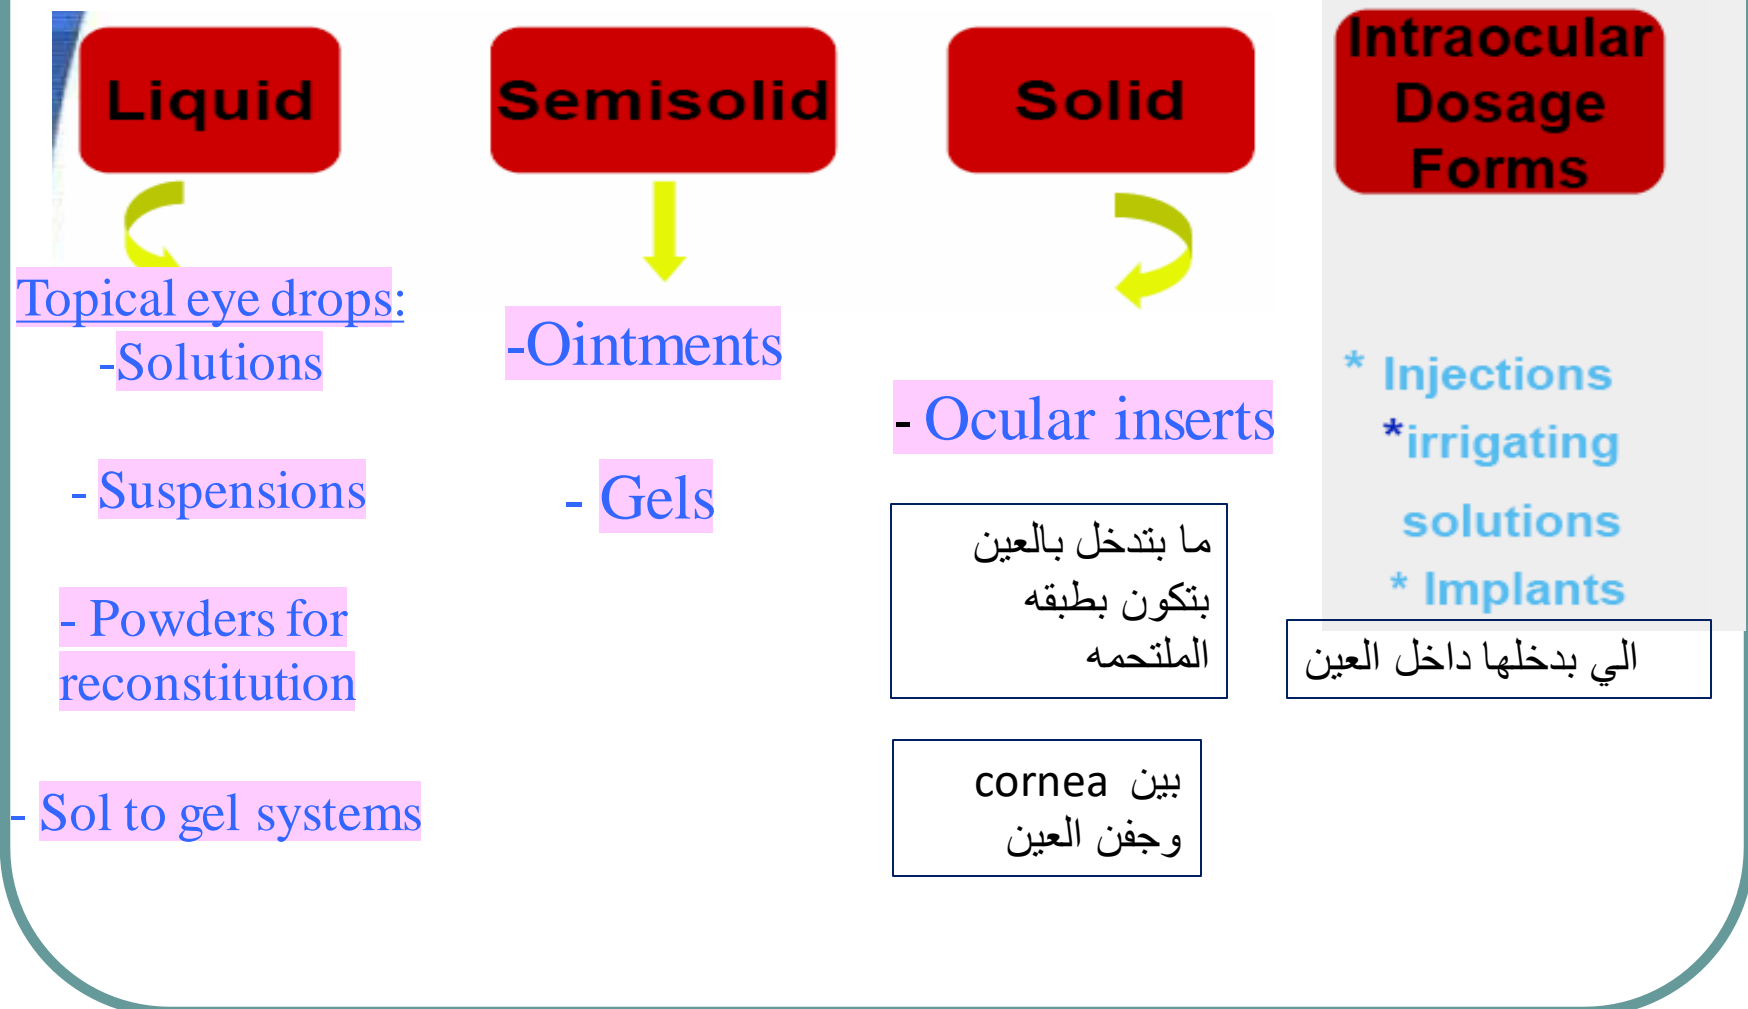 Liquid
Topical eye drops:
-Solutions
- Suspensions
- Powders for
reconstitution
- Sol to gel systems
Semisolid
-Ointments
- Gels
Solid
- Ocular inserts
ما بتدخل بالعين
بتكون بطبقه
الملتحمه
بين cornea
وجفن العين
Intraocular
Dosage
Forms
* Injections
*irrigating
solutions
* Implants
الي بدخلها داخل العين